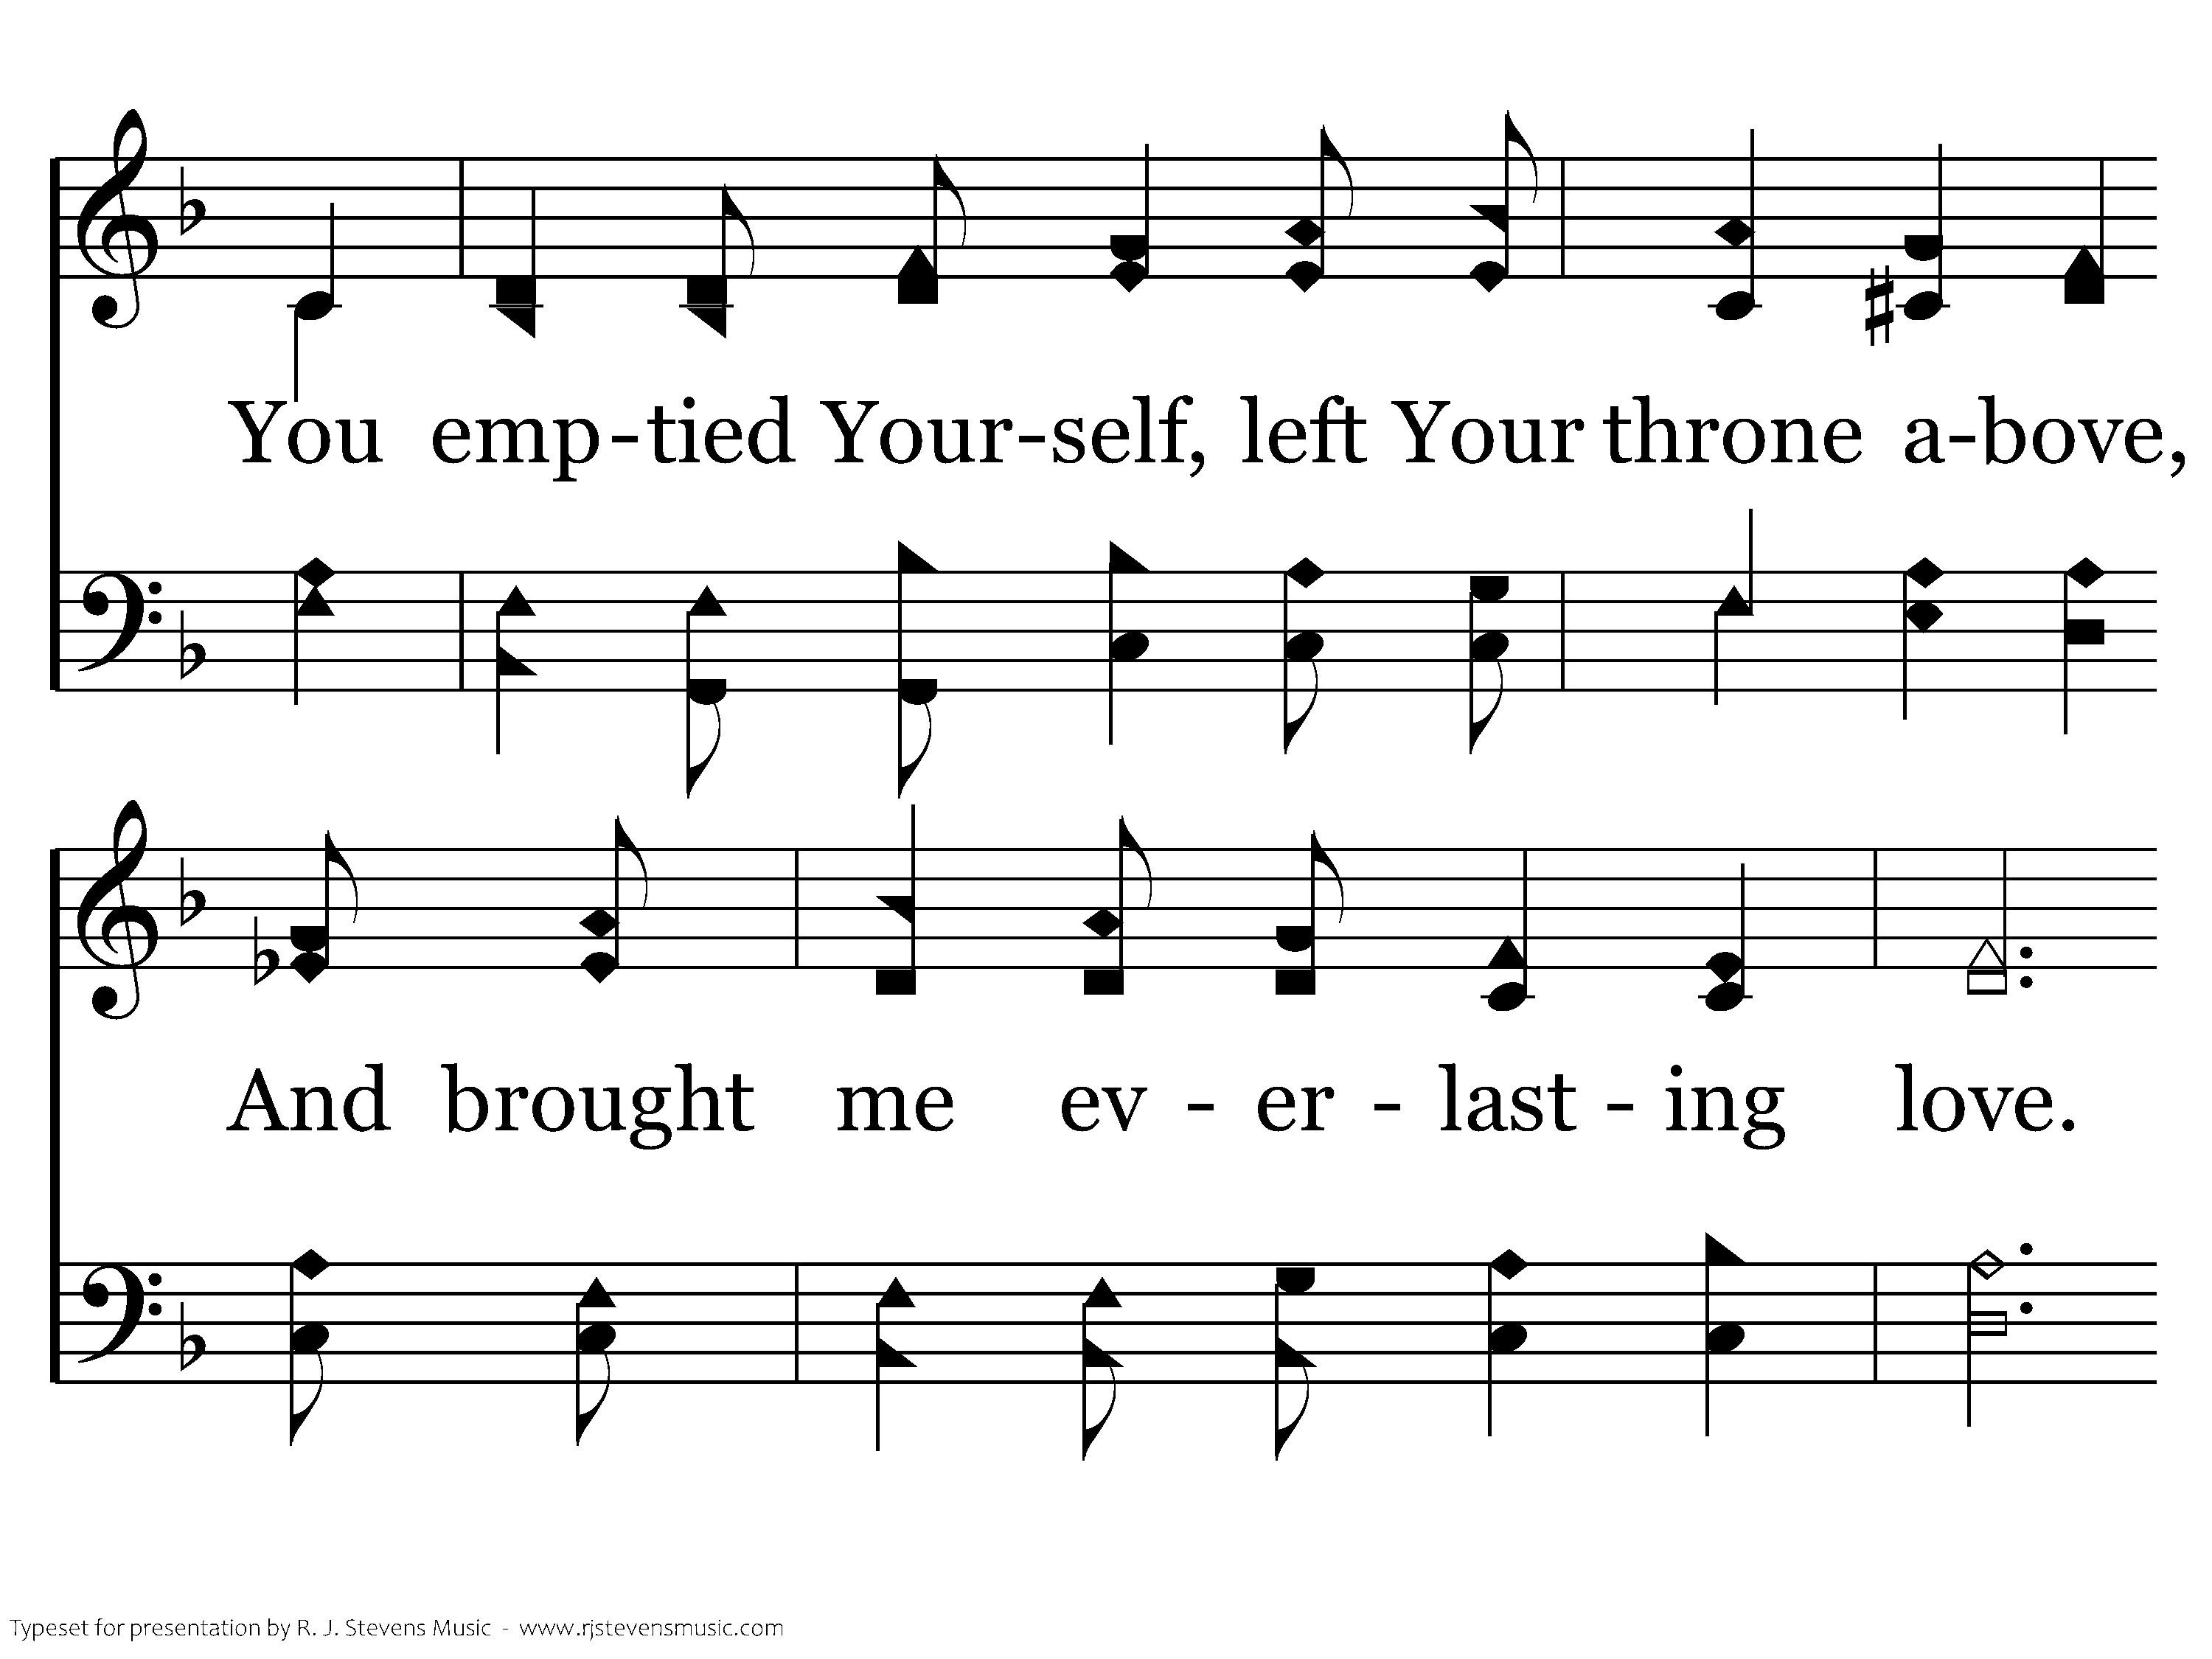 You emp-tied Your-self, left Your throne a-bove,
And brought me ev - er - last - ing love.
Typeset for presentation by R. J. Stevens Music - www.rjstevensmusic.com